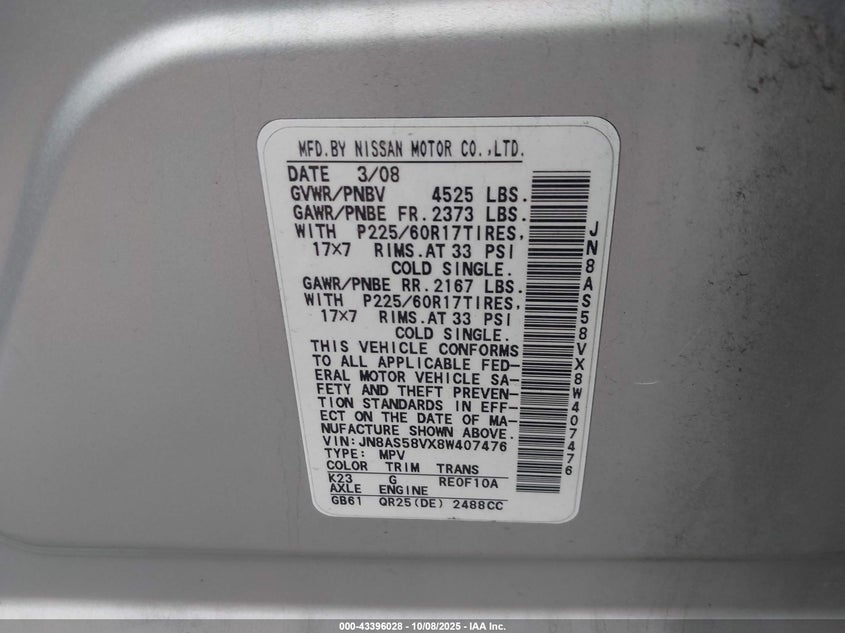 MFD.BY NISSAN MOTOR CO.,LTD.
DATE 3/08
GVWR/PNBV 4525 LBS.
GAWR/PNBE FR. 2373 LBS.
WITH P225/60R17TIRES,
17×7 RIMS.AT 33 PSI
COLD SINGLE.
GAWR/PNBE RR. 2167 LBS.
WITH P225/60R17TIRES,
17×7 RIMS.AT 33 PSI
COLD SINGLE.
THIS VEHICLE CONFORMS
TO ALL APPLICABLE FED-
ERAL MOTOR VEHICLE SA-
FETY AND THEFT PREVEN-
TION STANDARDS IN EFF-
ECT ON THE DATE OF MA-
NUFACTURE SHOWN ABOVE.
VIN:JN8AS58VX8W407476
TYPE: MPV
COLOR TRIM TRANS
K23 G RE0F10A
AXLE ENGINE
GB61 QR25(DE) 2488CC
JN8AS58VX8W407476
000-43396028 - 10/08/2025 - IAA Inc.